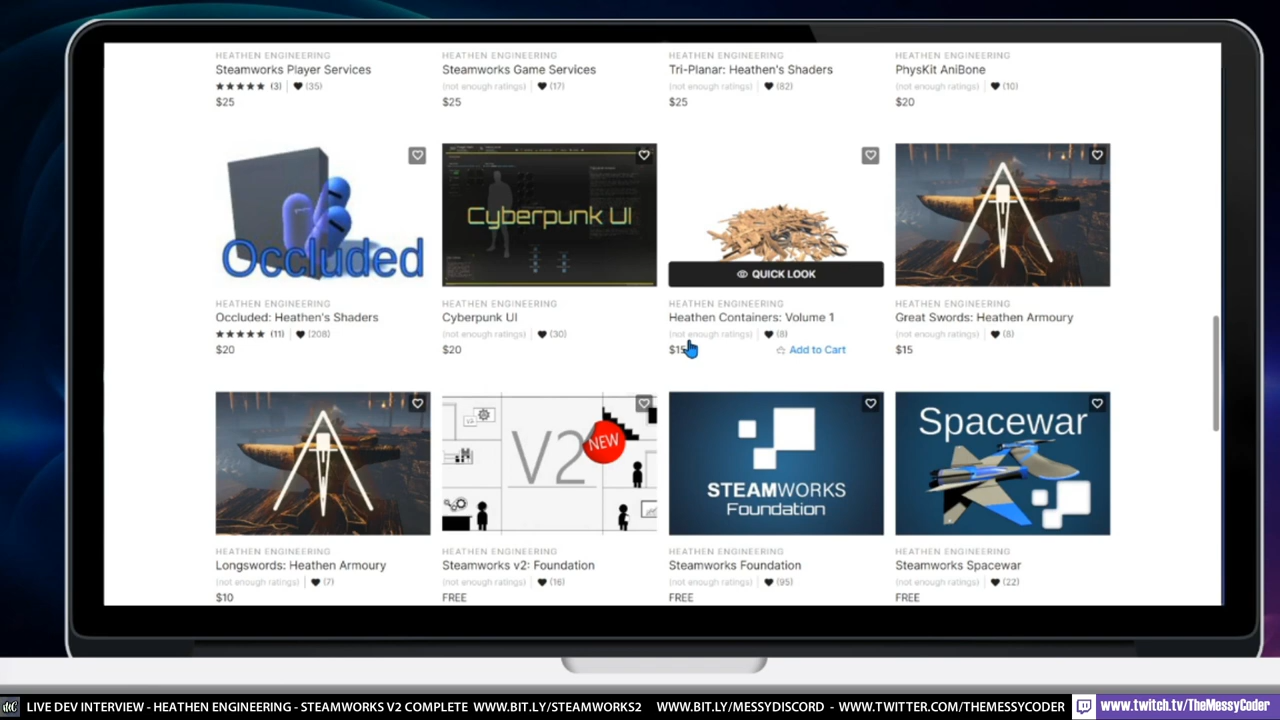 HEATHEN ENGINEERING
Steamworks Player Services
★★★★★ (3) | ♥ (35)
$25
HEATHEN ENGINEERING
Steamworks Game Services
(not enough ratings) | ♥ (17)
$25
HEATHEN ENGINEERING
Tri-Planar: Heathen's Shaders
(not enough ratings) | ♥ (82)
$25
HEATHEN ENGINEERING
PhysKit AniBone
(not enough ratings) | ♥ (10)
$20
Occluded
HEATHEN ENGINEERING
Occluded: Heathen's Shaders
★★★★★ (11) | ♥ (208)
$20
Cyberpunk UI
HEATHEN ENGINEERING
Cyberpunk UI
(not enough ratings) | ♥ (30)
$20
QUICK LOOK
HEATHEN ENGINEERING
Heathen Containers: Volume 1
(not enough ratings) | ♥ (8)
$15 Add to Cart
HEATHEN ENGINEERING
Great Swords: Heathen Armoury
(not enough ratings) | ♥ (8)
$15
HEATHEN ENGINEERING
Longswords: Heathen Armoury
(not enough ratings) | ♥ (7)
$10
V2
NEW
HEATHEN ENGINEERING
Steamworks v2: Foundation
(not enough ratings) | ♥ (16)
FREE
STEAMWORKS
Foundation
HEATHEN ENGINEERING
Steamworks Foundation
(not enough ratings) | ♥ (95)
FREE
Spacewar
HEATHEN ENGINEERING
Steamworks Spacewar
(not enough ratings) | ♥ (22)
FREE
LIVE DEV INTERVIEW - HEATHEN ENGINEERING - STEAMWORKS V2 COMPLETE WWW.BIT.LY/STEAMWORKS2 WWW.BIT.LY/MESSYDISCORD - WWW.TWITTER.COM/THEMESSYCODER
www.twitch.tv/TheMessyCoder